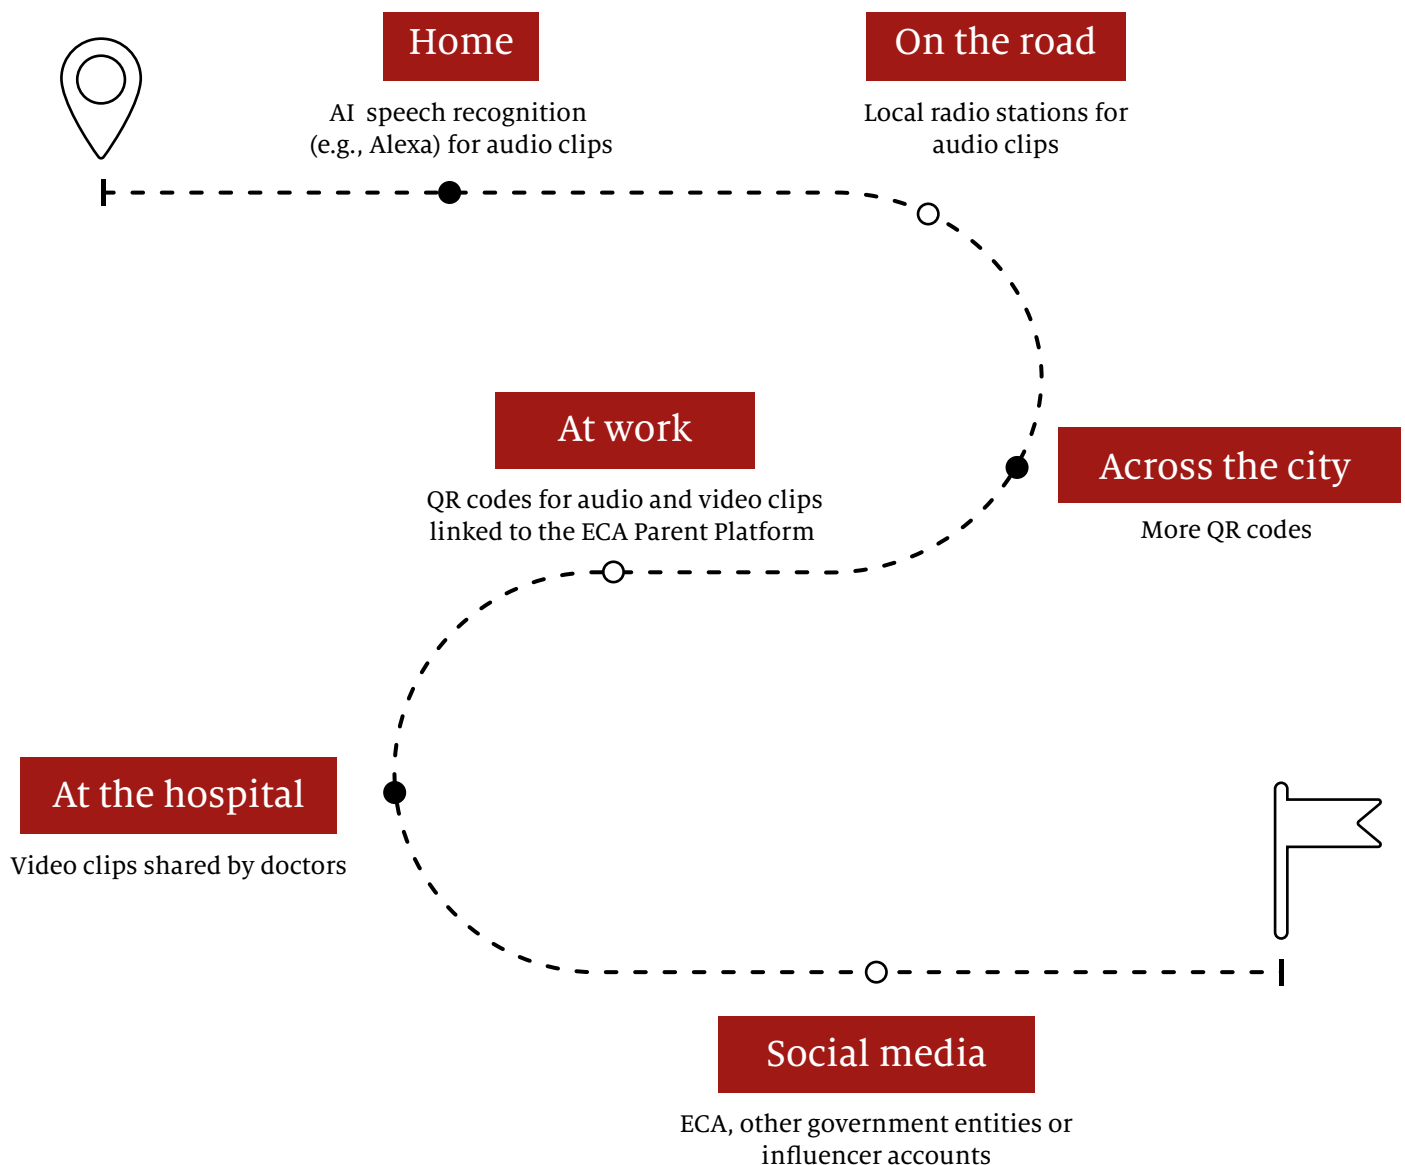 Home
AI speech recognition
(e.g., Alexa) for audio clips
On the road
Local radio stations for
audio clips
Across the city
More QR codes
At work
QR codes for audio and video clips
linked to the ECA Parent Platform
At the hospital
Video clips shared by doctors
Social media
ECA, other government entities or
influencer accounts